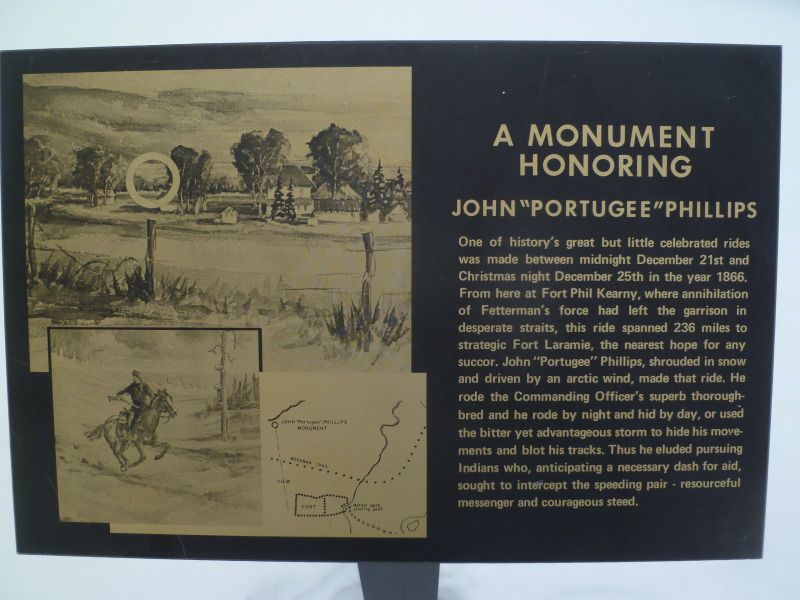 A MONUMENT
HONORING
JOHN "PORTUGEE" PHILLIPS
One of history's great but little celebrated rides
was made between midnight December 21st and
Christmas night December 25th in the year 1866.
From here at Fort Phil Kearny, where annihilation
of Fetterman's force had left the garrison in
desperate straits, this ride spanned 236 miles to
strategic Fort Laramie, the nearest hope for any
succor. John "Portugee" Phillips, shrouded in snow
and driven by an arctic wind, made that ride. He
rode the Commanding Officer's superb thorough-
bred and he rode by night and hid by day, or used
the bitter yet advantageous storm to hide his move-
ments and blot his tracks. Thus he eluded pursuing
Indians who, anticipating a necessary dash for aid,
sought to intercept the speeding pair - resourceful
messenger and courageous steed.
JOHN "Portugee" PHILLIPS
MONUMENT
BOZEMAN TRAIL
VIEW
FORT
WATER GATE,
starting point